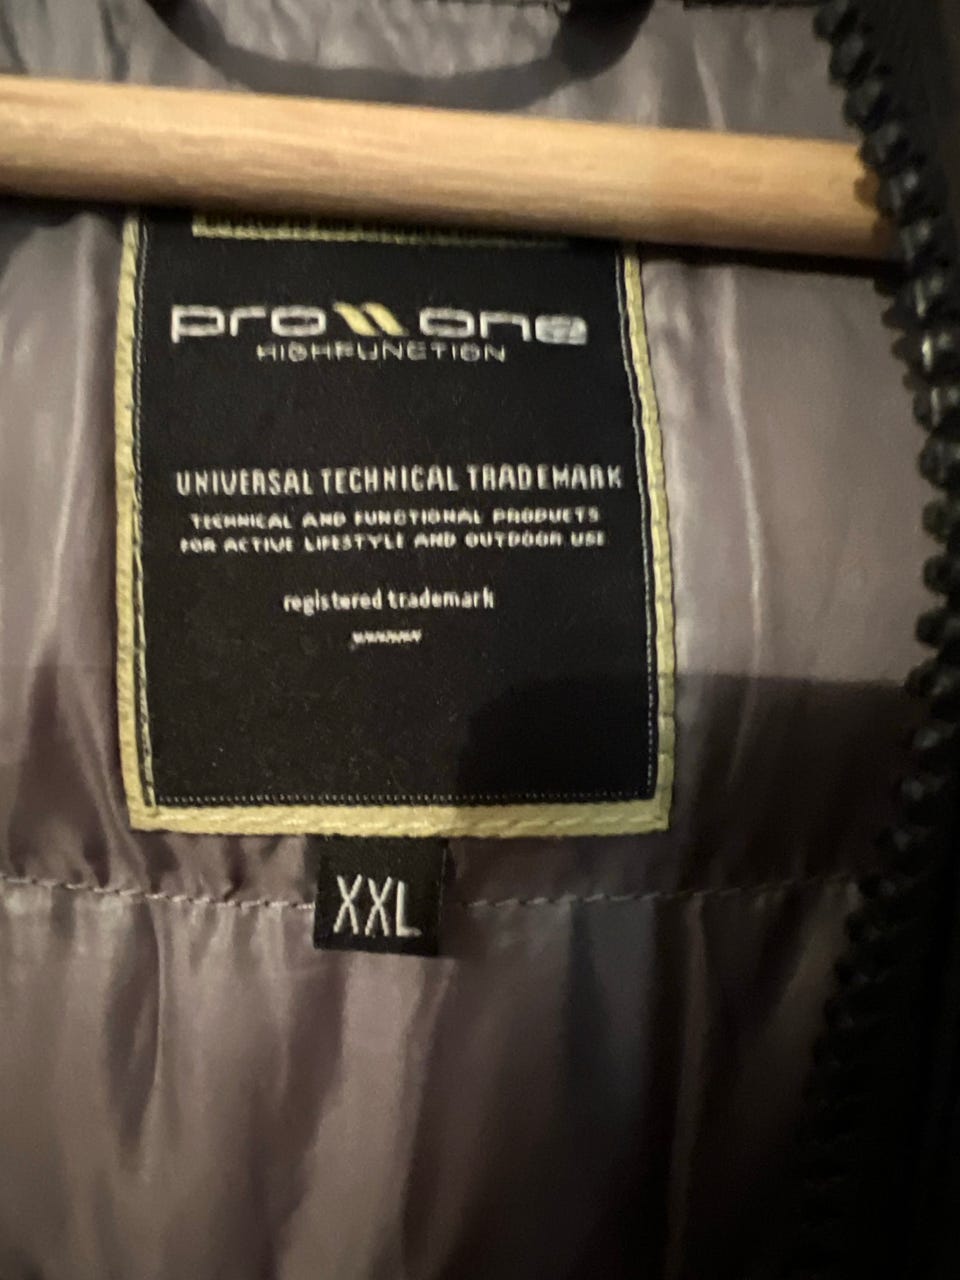 pro one
HIGHFUNCTION
UNIVERSAL TECHNICAL TRADEMARK
TECHNICAL AND FUNCTIONAL PRODUCTS
FOR ACTIVE LIFESTYLE AND OUTDOOR USE
registered trademark
XXL